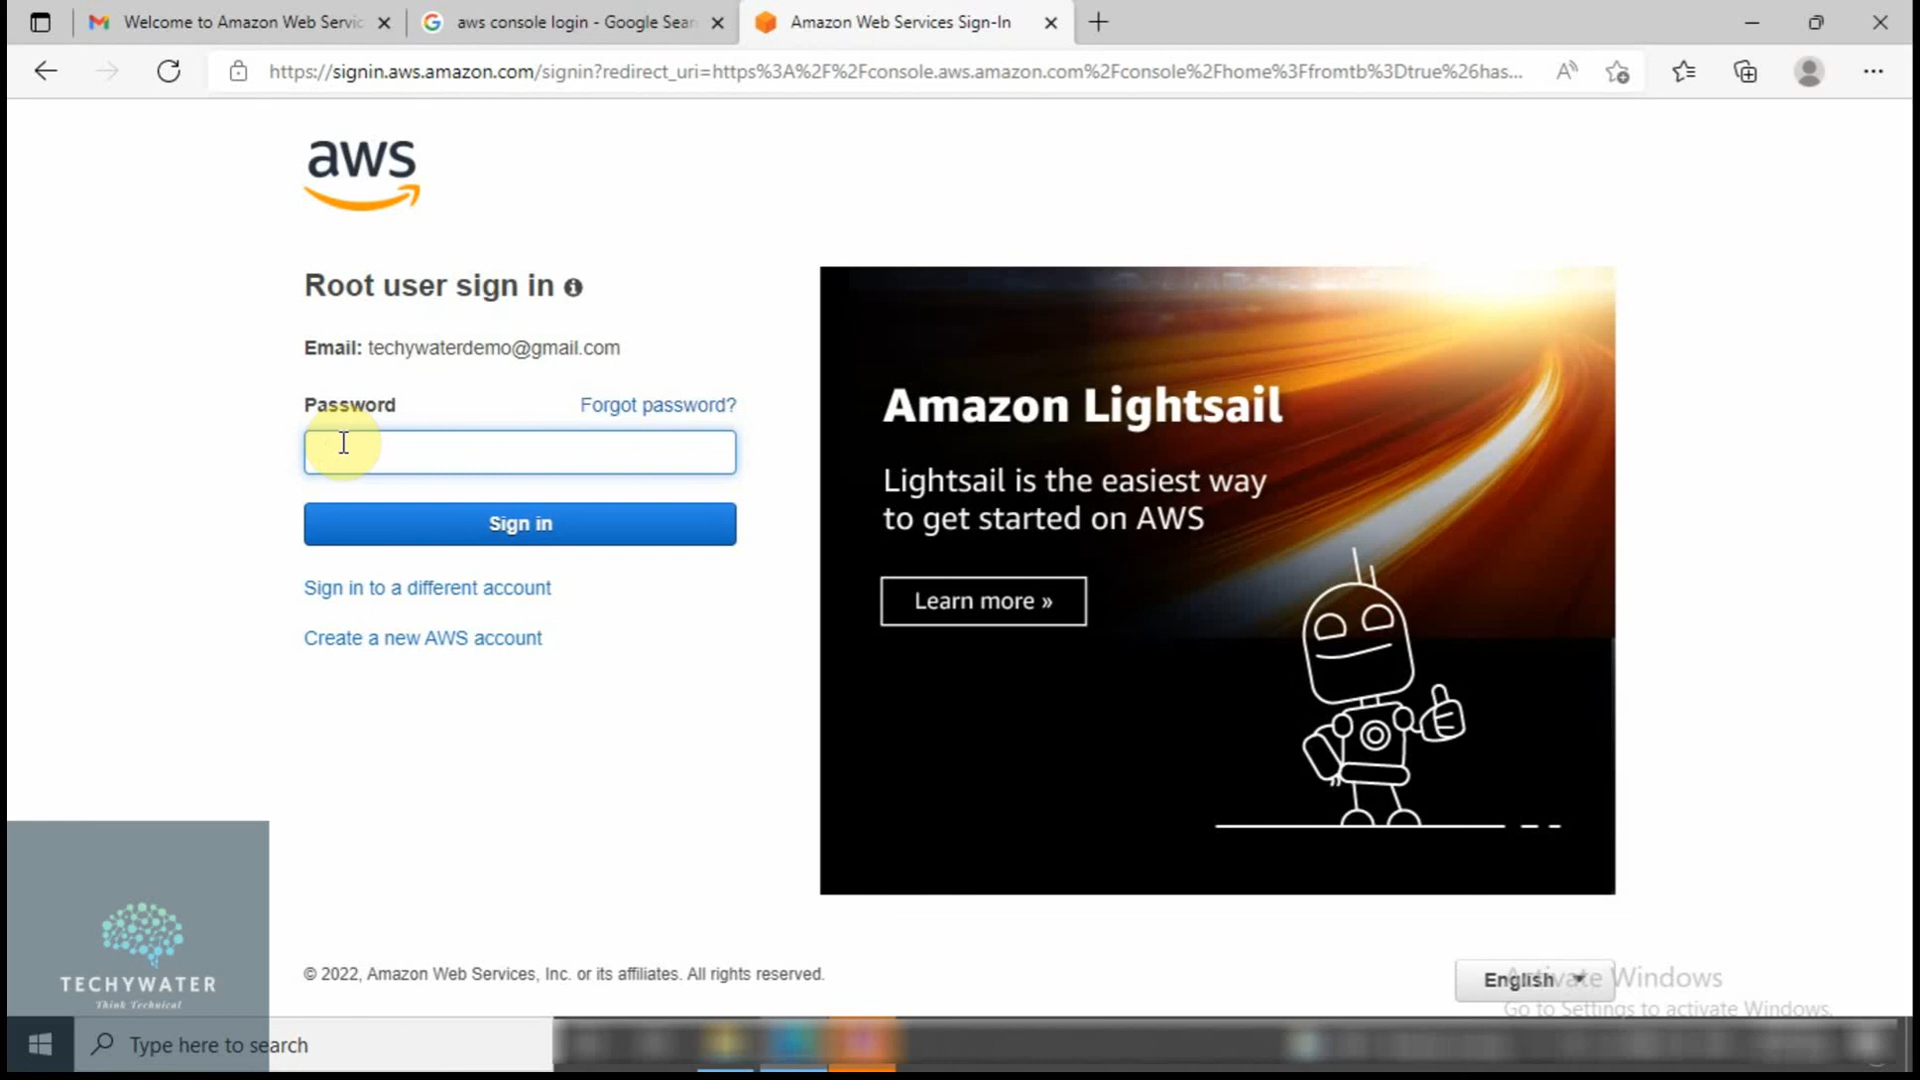 Welcome to Amazon Web Servic
aws console login - Google Sear
Amazon Web Services Sign-In
https://signin.aws.amazon.com/signin?redirect_uri=https%3A%2F%2Fconsole.aws.amazon.com%2Fconsole%2Fhome%3Ffromtb%3Dtrue%26has...
aws
Root user sign in
Email: techywaterdemo@gmail.com
Password
Forgot password?
Sign in
Sign in to a different account
Create a new AWS account
Amazon Lightsail
Lightsail is the easiest way
to get started on AWS
Learn more »
TECHYWATER
Think Technical
© 2022, Amazon Web Services, Inc. or its affiliates. All rights reserved.
English
Activate Windows
Go to Settings to activate Windows.
Type here to search